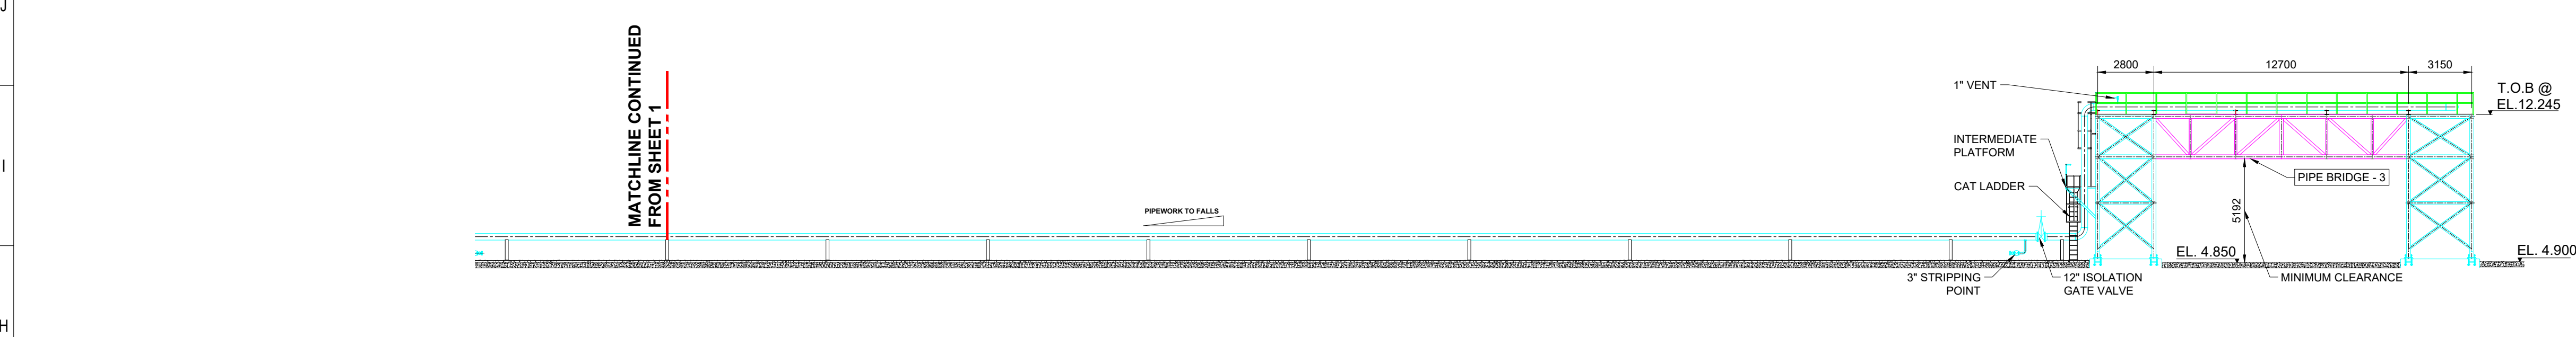 J
I
H
MATCHLINE CONTINUED
FROM SHEET 1
PIPEWORK TO FALLS
1" VENT
INTERMEDIATE
PLATFORM
CAT LADDER
3" STRIPPING
POINT
12" ISOLATION
GATE VALVE
2800
12700
3150
T.O.B @
EL.12.245
PIPE BRIDGE - 3
5192
EL. 4.850
MINIMUM CLEARANCE
EL. 4.900